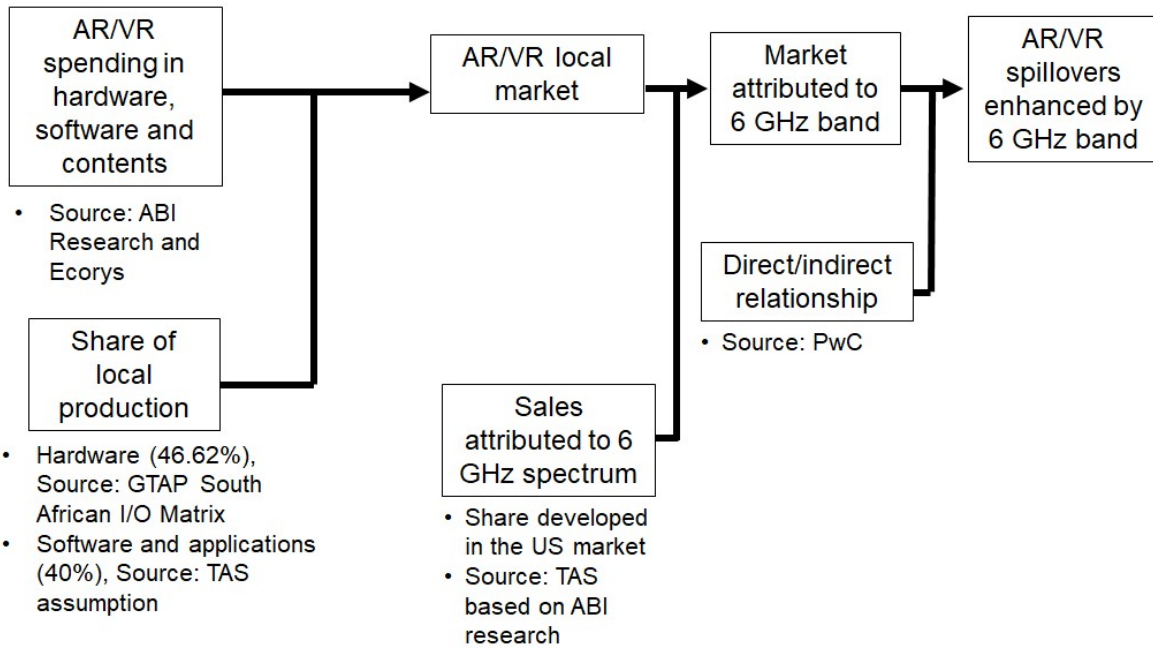 AR/VR
spending in
hardware,
software and
contents
• Source: ABI
Research and
Ecorys
Share of
local
production
• Hardware (46.62%),
Source: GTAP South
African I/O Matrix
• Software and applications
(40%), Source: TAS
assumption
AR/VR local
market
Sales
attributed to 6
GHz spectrum
• Share developed
in the US market
• Source: TAS
based on ABI
research
Market
attributed to
6 GHz band
Direct/indirect
relationship
• Source: PwC
AR/VR
spillovers
enhanced by
6 GHz band